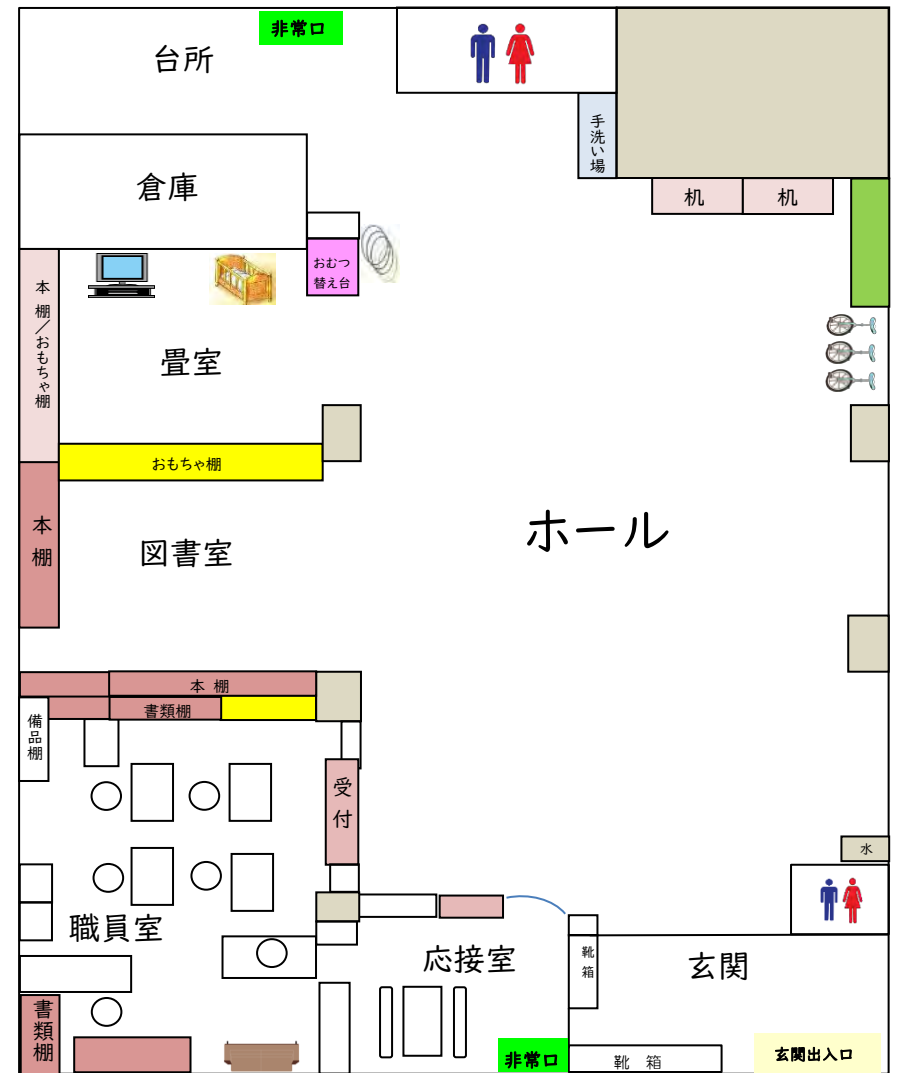 非常口
台所
手洗い場
倉庫
机
机
おむつ
替え台
本棚/おもちゃ棚
畳室
おもちゃ棚
本棚
図書室
ホール
本棚
書類棚
備品棚
受付
水
職員室
応接室
靴箱
玄関
書類棚
非常口
靴箱
玄関出入口